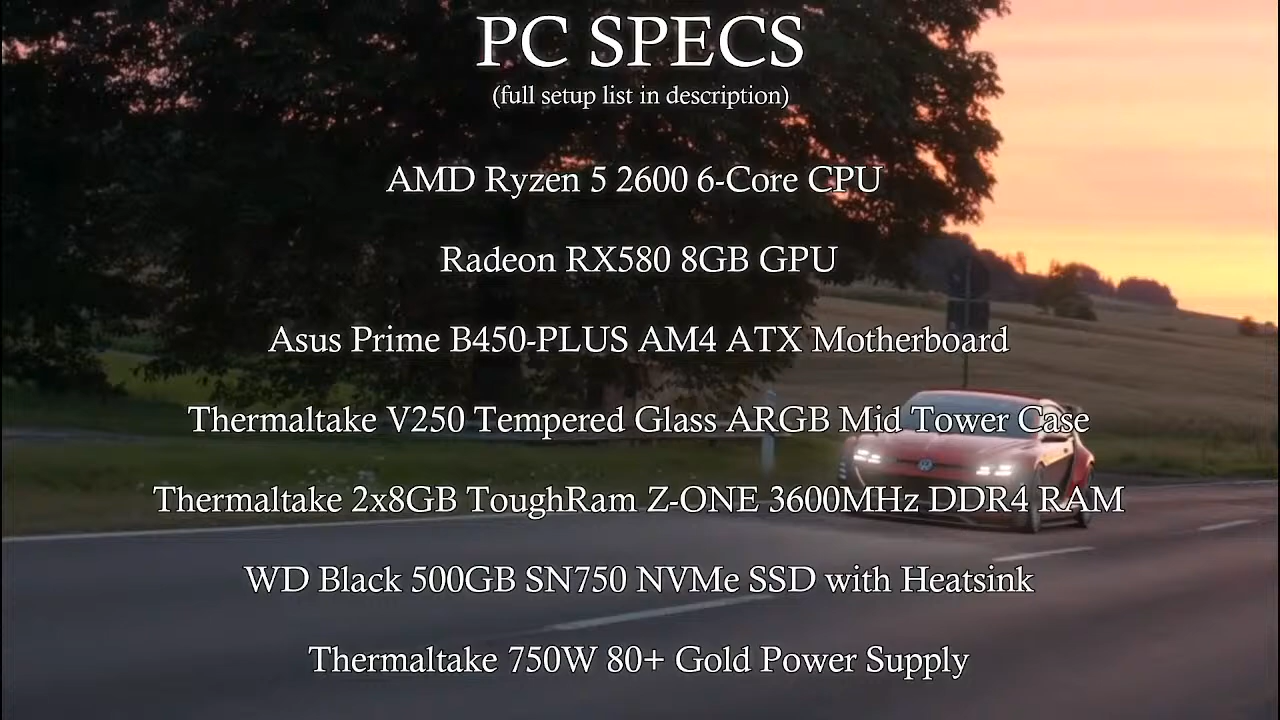 PC SPECS
(full setup list in description)
AMD Ryzen 5 2600 6-Core CPU
Radeon RX580 8GB GPU
Asus Prime B450-PLUS AM4 ATX Motherboard
Thermaltake V250 Tempered Glass ARGB Mid Tower Case
Thermaltake 2x8GB ToughRam Z-ONE 3600MHz DDR4 RAM
WD Black 500GB SN750 NVMe SSD with Heatsink
Thermaltake 750W 80+ Gold Power Supply